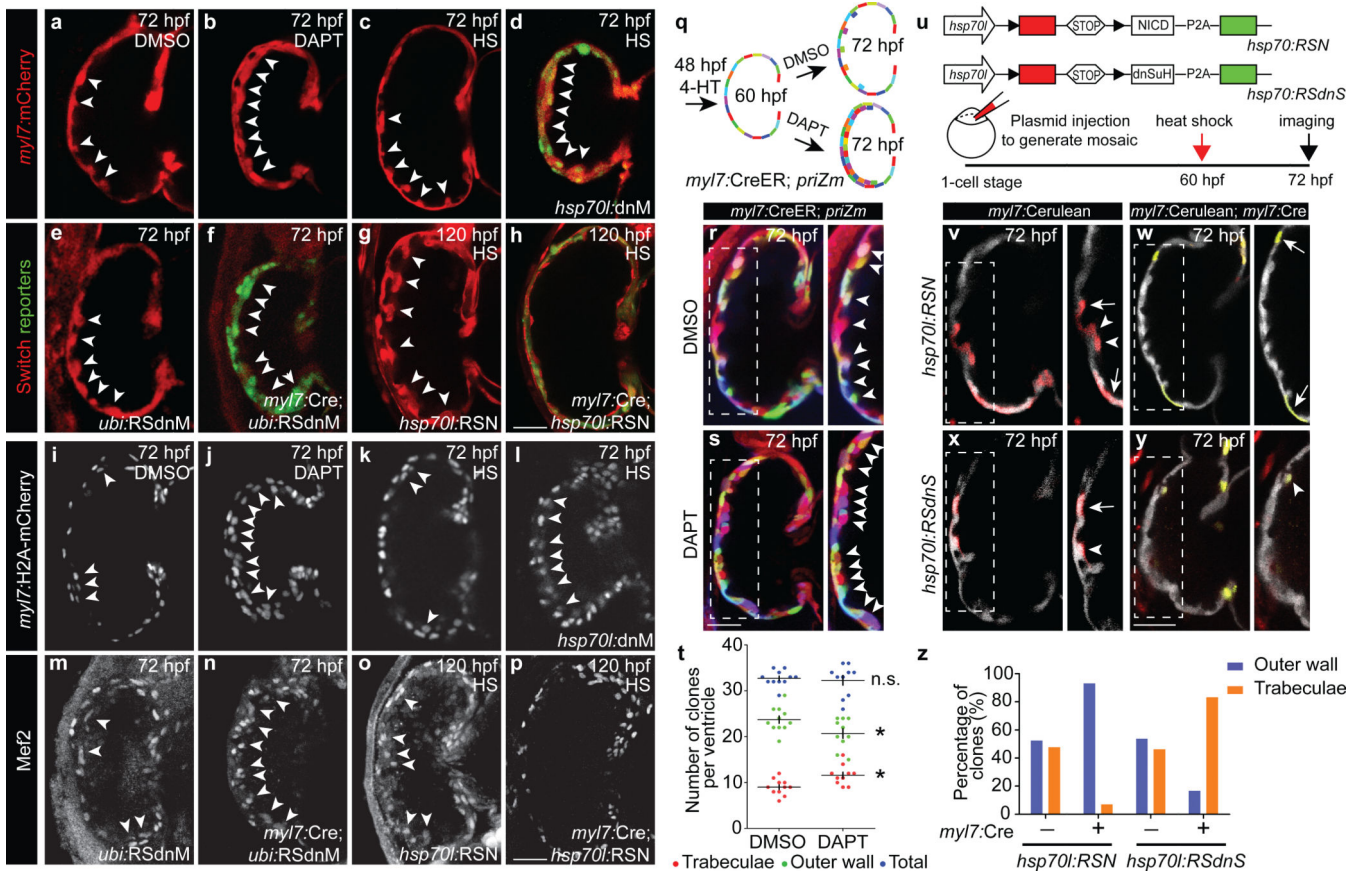 a
72 hpf
DMSO
b
72 hpf
DAPT
c
72 hpf
HS
d
72 hpf
HS
hsp70l:dnM
myl7:mCherry
e
72 hpf
ubi:RSdnM
f
72 hpf
myl7:Cre;
ubi:RSdnM
g
120 hpf
HS
hsp70l:RSN
h
120 hpf
HS
myl7:Cre;
hsp70l:RSN
Switch reporters
i
72 hpf
DMSO
j
72 hpf
DAPT
k
72 hpf
HS
l
72 hpf
HS
hsp70l:dnM
myl7:H2A-mCherry
m
72 hpf
ubi:RSdnM
n
72 hpf
myl7:Cre;
ubi:RSdnM
o
120 hpf
HS
hsp70l:RSN
p
120 hpf
HS
myl7:Cre;
hsp70l:RSN
Mef2
q
48 hpf
4-HT
60 hpf
DMSO
72 hpf
DAPT
72 hpf
myl7:CreER; priZm
myl7:CreER; priZm
r
72 hpf
DMSO
s
72 hpf
DAPT
t
Number of clones
per ventricle
40
30
20
10
0
n.s.
*
*
DMSO
DAPT
Trabeculae
Outer wall
Total
u
hsp70l
STOP
NICD
P2A
hsp70:RSN
hsp70l
STOP
dnSuH
P2A
hsp70:RSdnS
Plasmid injection
to generate mosaic
heat shock
imaging
1-cell stage
60 hpf
72 hpf
myl7:Cerulean
myl7:Cerulean; myl7:Cre
v
72 hpf
w
72 hpf
hsp70l:RSN
x
72 hpf
y
72 hpf
hsp70l:RSdnS
z
Outer wall
Trabeculae
Percentage of
clones (%)
100
80
60
40
20
0
myl7:Cre
–
+
–
+
hsp70l:RSN
hsp70l:RSdnS